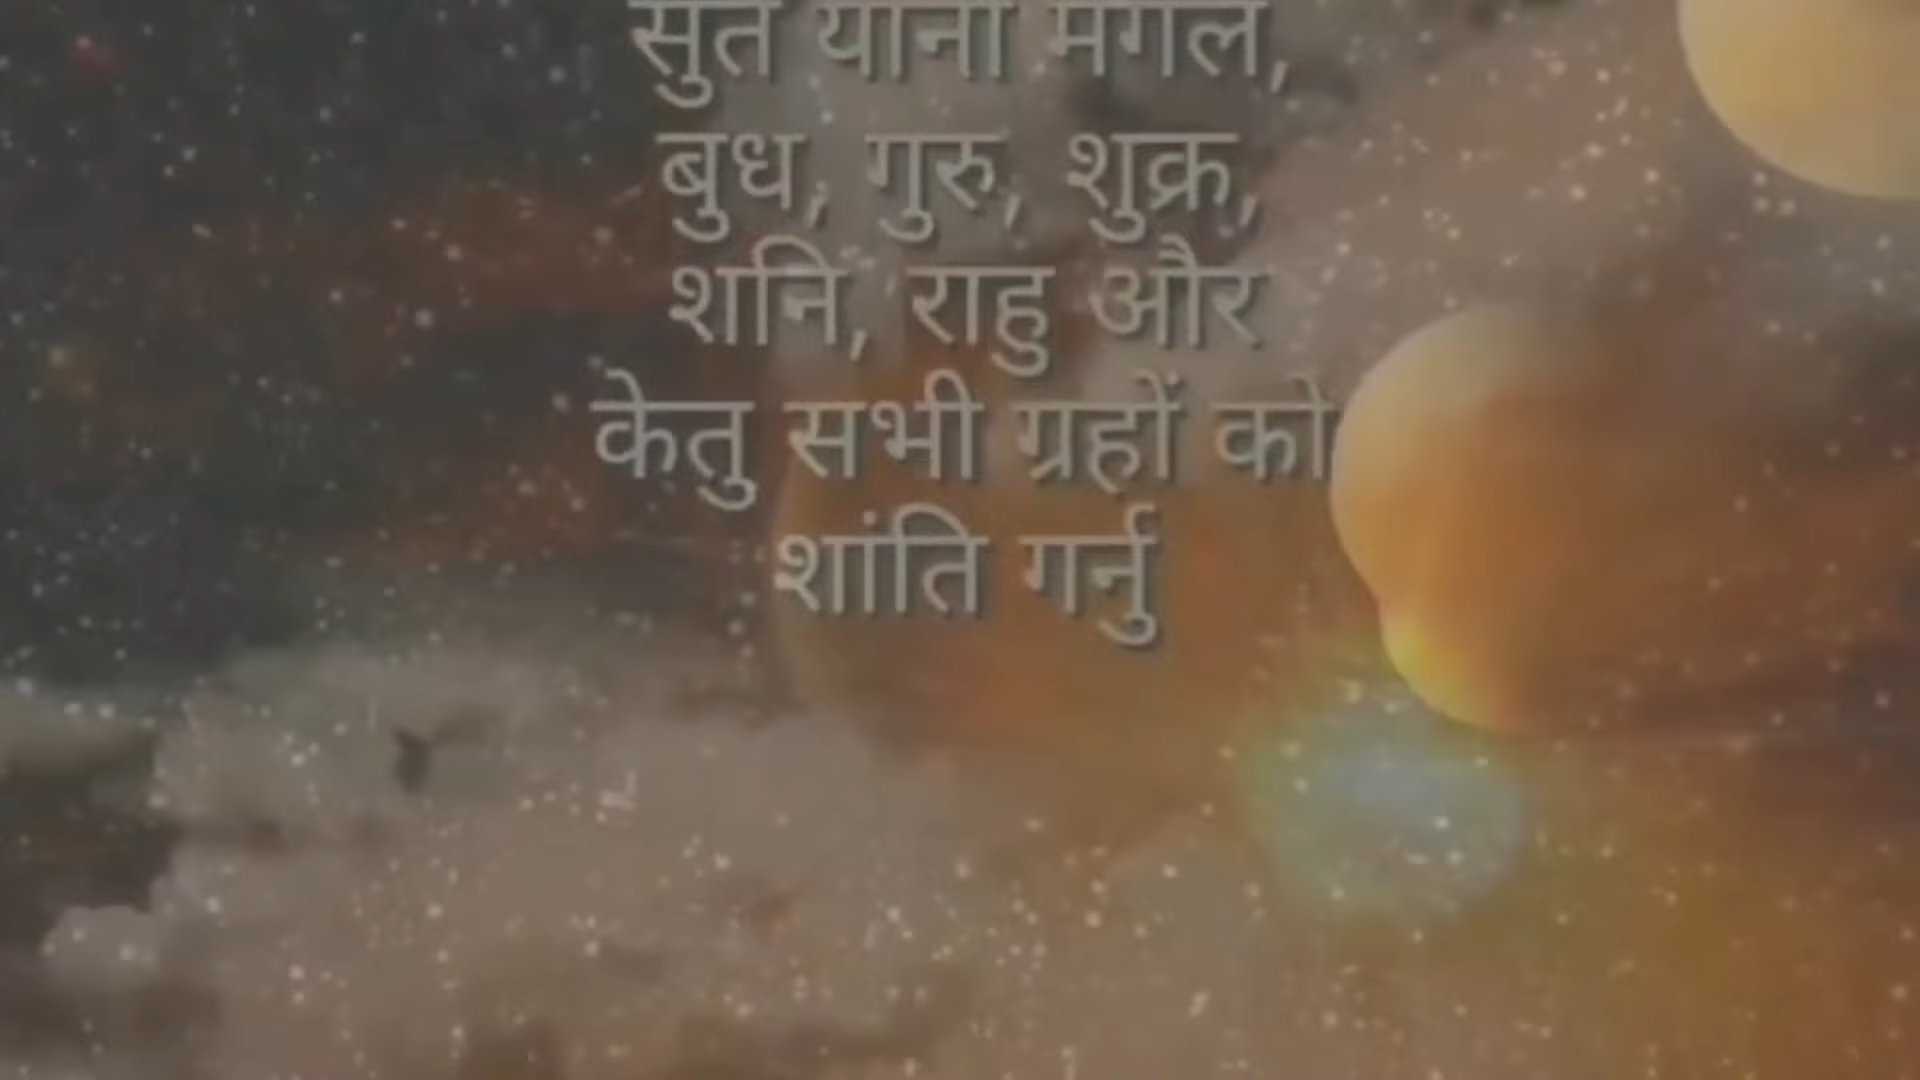 सुत यानी मंगल,
बुध, गुरु, शुक्र,
शनि, राहु और
केतु सभी ग्रहों को
शांति गर्नु